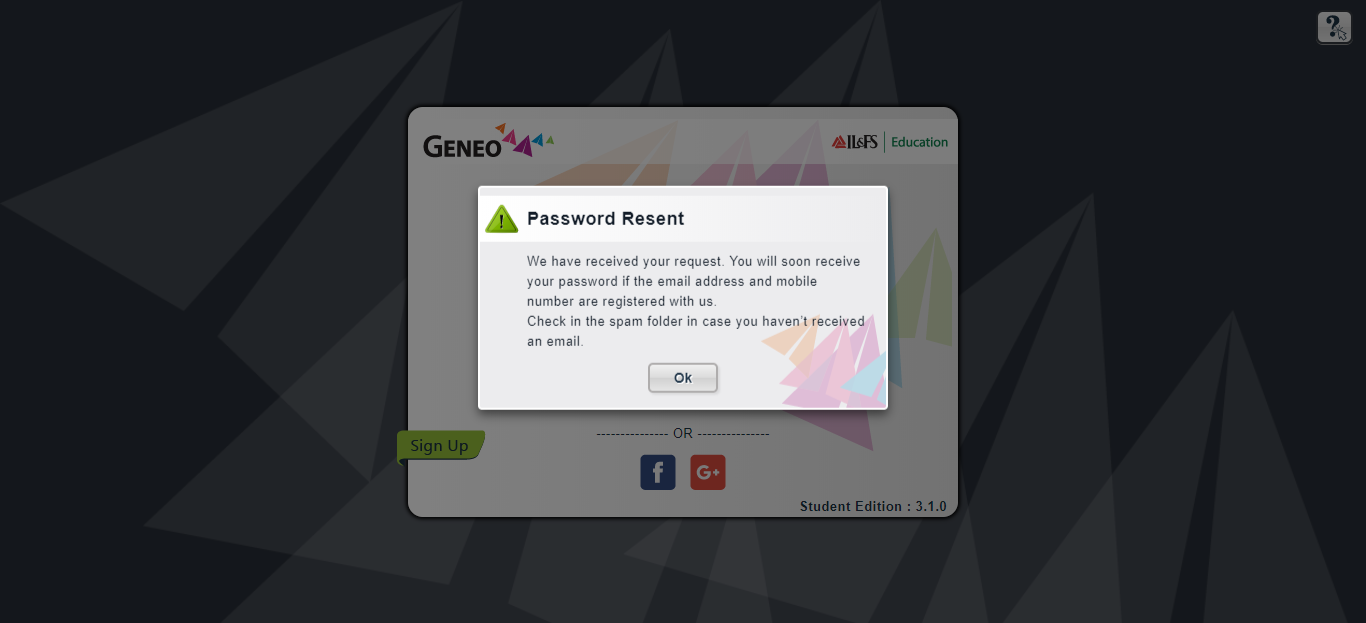 GENEO
IL&FS Education
Password Resent
We have received your request. You will soon receive
your password if the email address and mobile
number are registered with us.
Check in the spam folder in case you haven't received
an email.
Ok
--------------- OR ---------------
Sign Up
f G+
Student Edition : 3.1.0
?